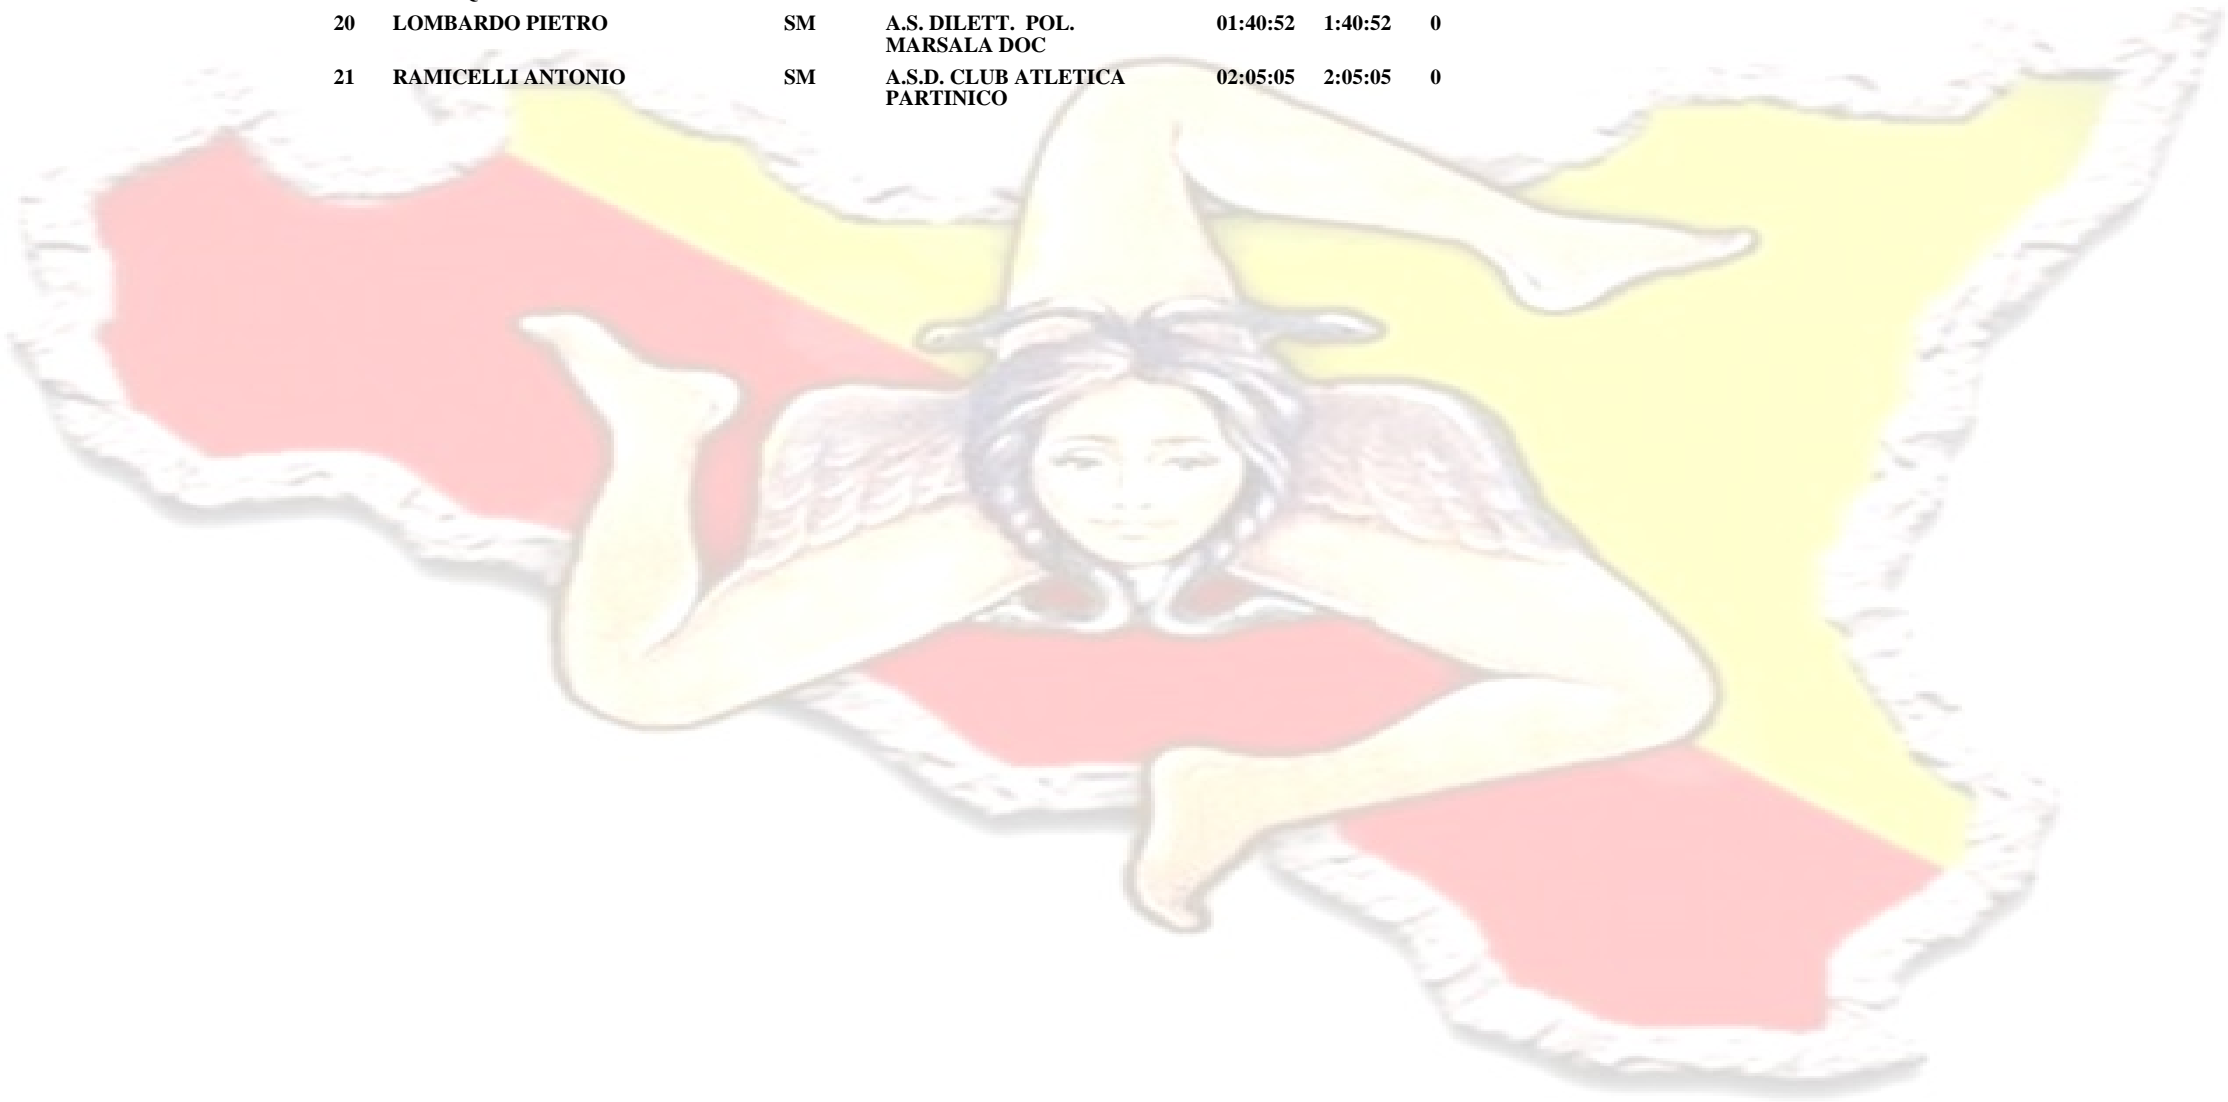 20 LOMBARDO PIETRO SM A.S. DILETT. POL. 01:40:52 1:40:52 0
MARSALA DOC
21 RAMICELLI ANTONIO SM A.S.D. CLUB ATLETICA 02:05:05 2:05:05 0
PARTINICO